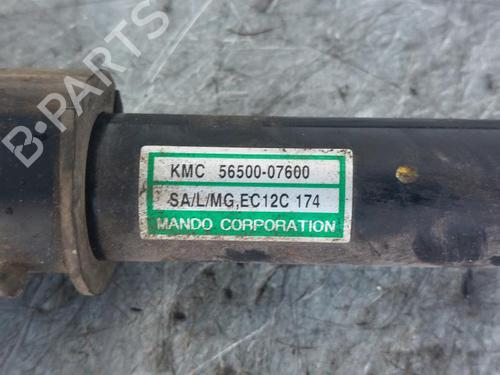 B-PARTS
KMC 56500-07600
SA/L/MG,EC12C 174
MANDO CORPORATION